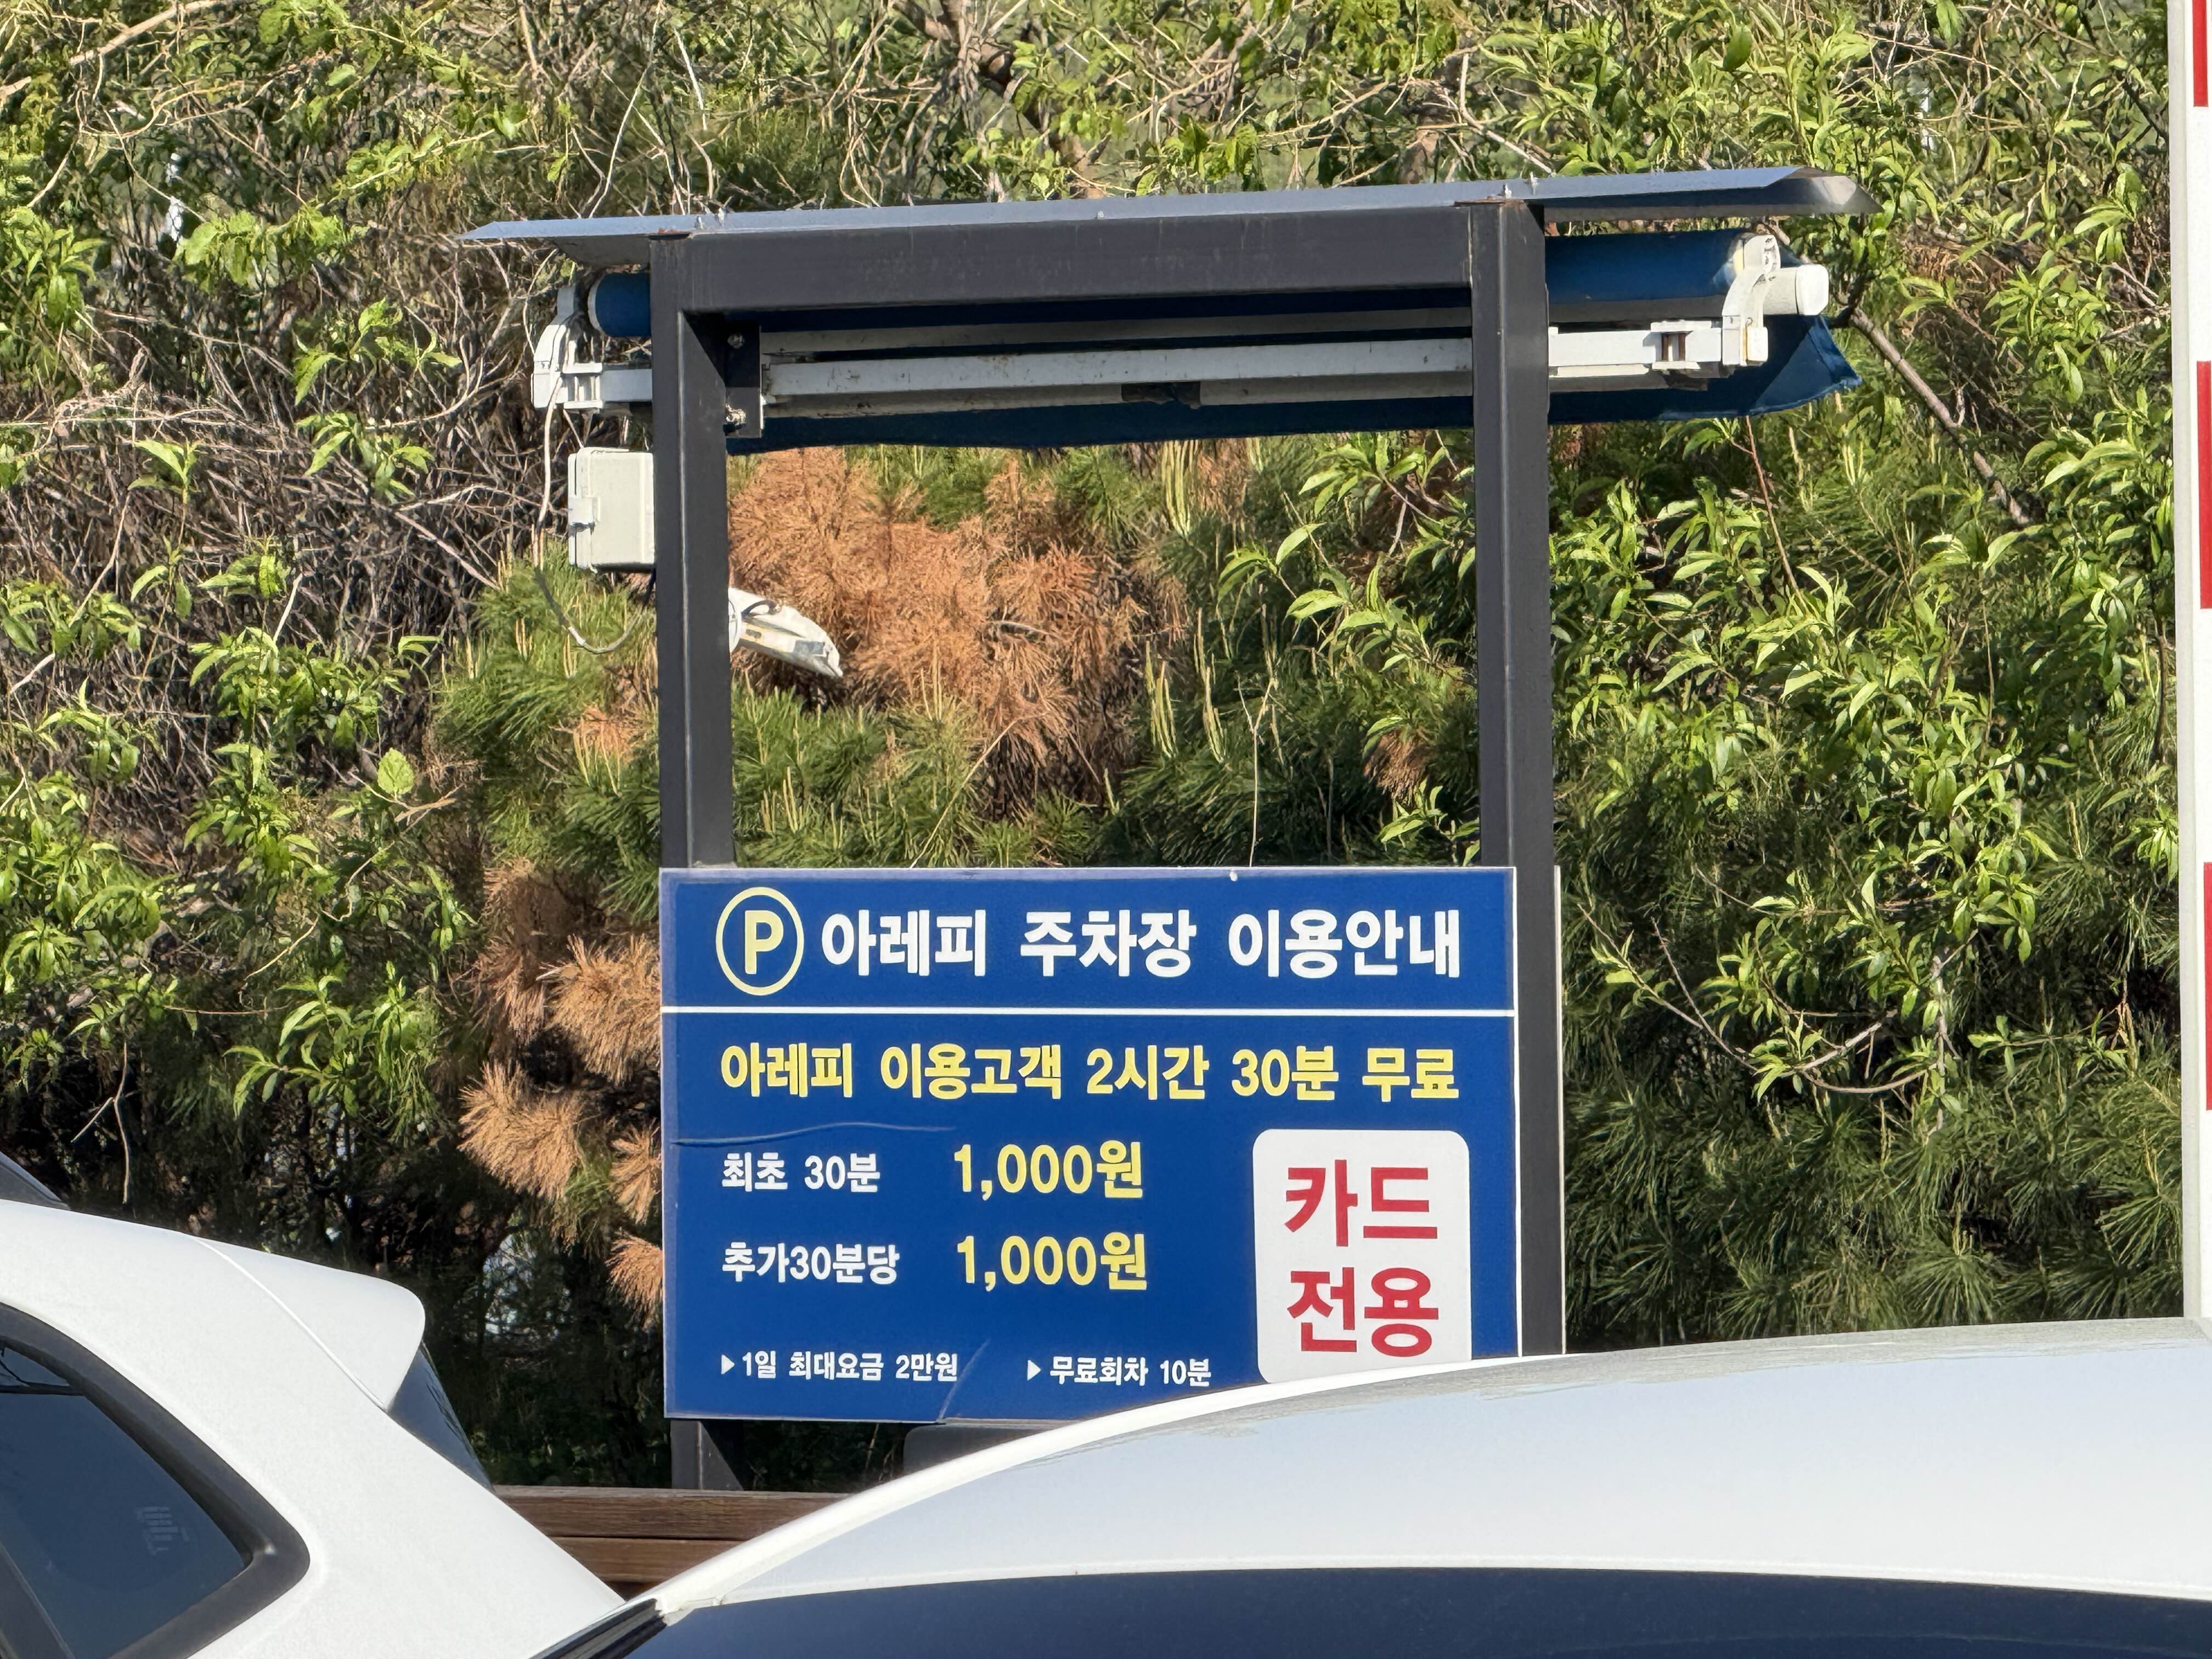 P 아레피 주차장 이용안내
아레피 이용고객 2시간 30분 무료
최초 30분 1,000원
추가30분당 1,000원
카드
전용
▶1일 최대요금 2만원 ▶무료회차 10분